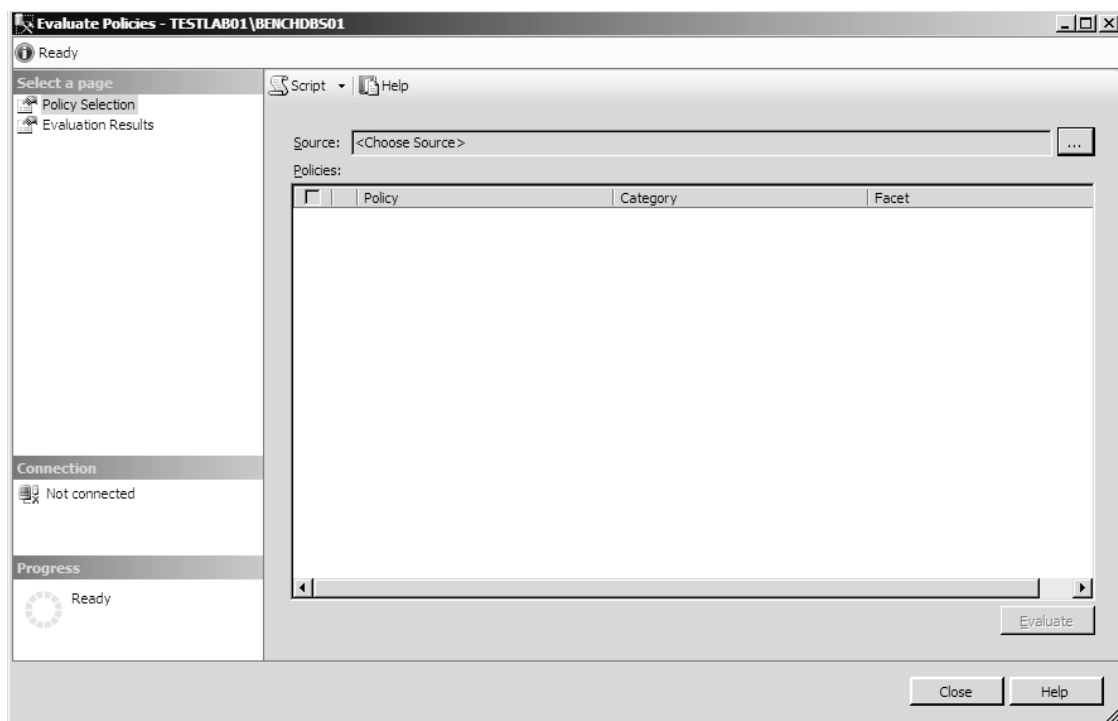 Evaluate Policies - TESTLAB01\BENCHDBS01
Ready
Select a page
Policy Selection
Evaluation Results
Script
Help
Source: <Choose Source> ...
Policies:
Policy Category Facet
Connection
Not connected
Progress
Ready
Evaluate
Close Help